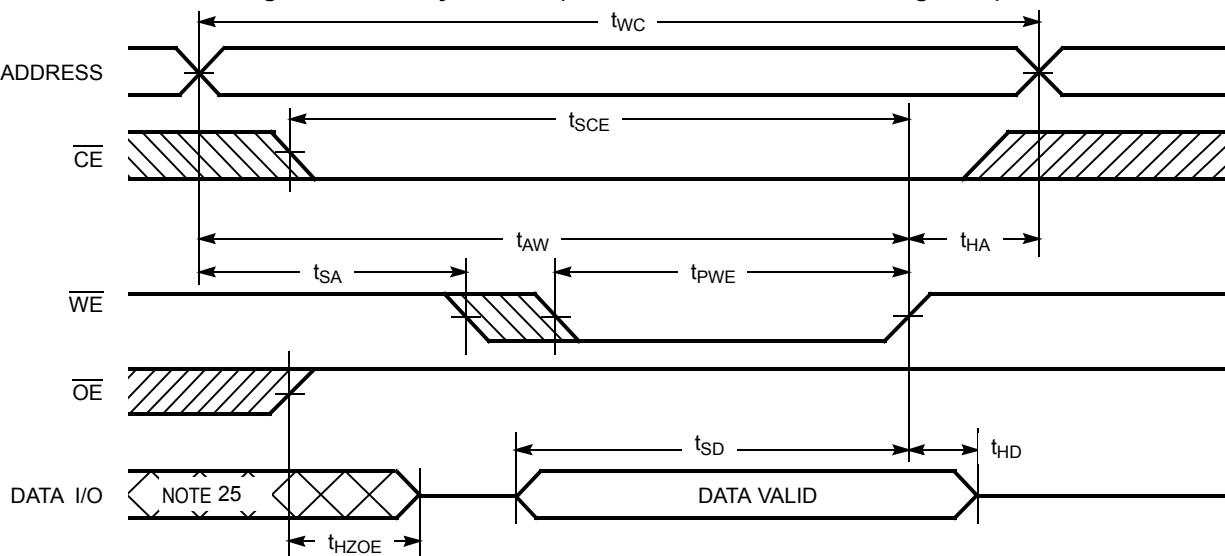 tWC
ADDRESS
tSCE
CE
tAW
tHA
tSA
tPWE
WE
OE
tSD
tHD
DATA I/O
NOTE 25
DATA VALID
tHZOE